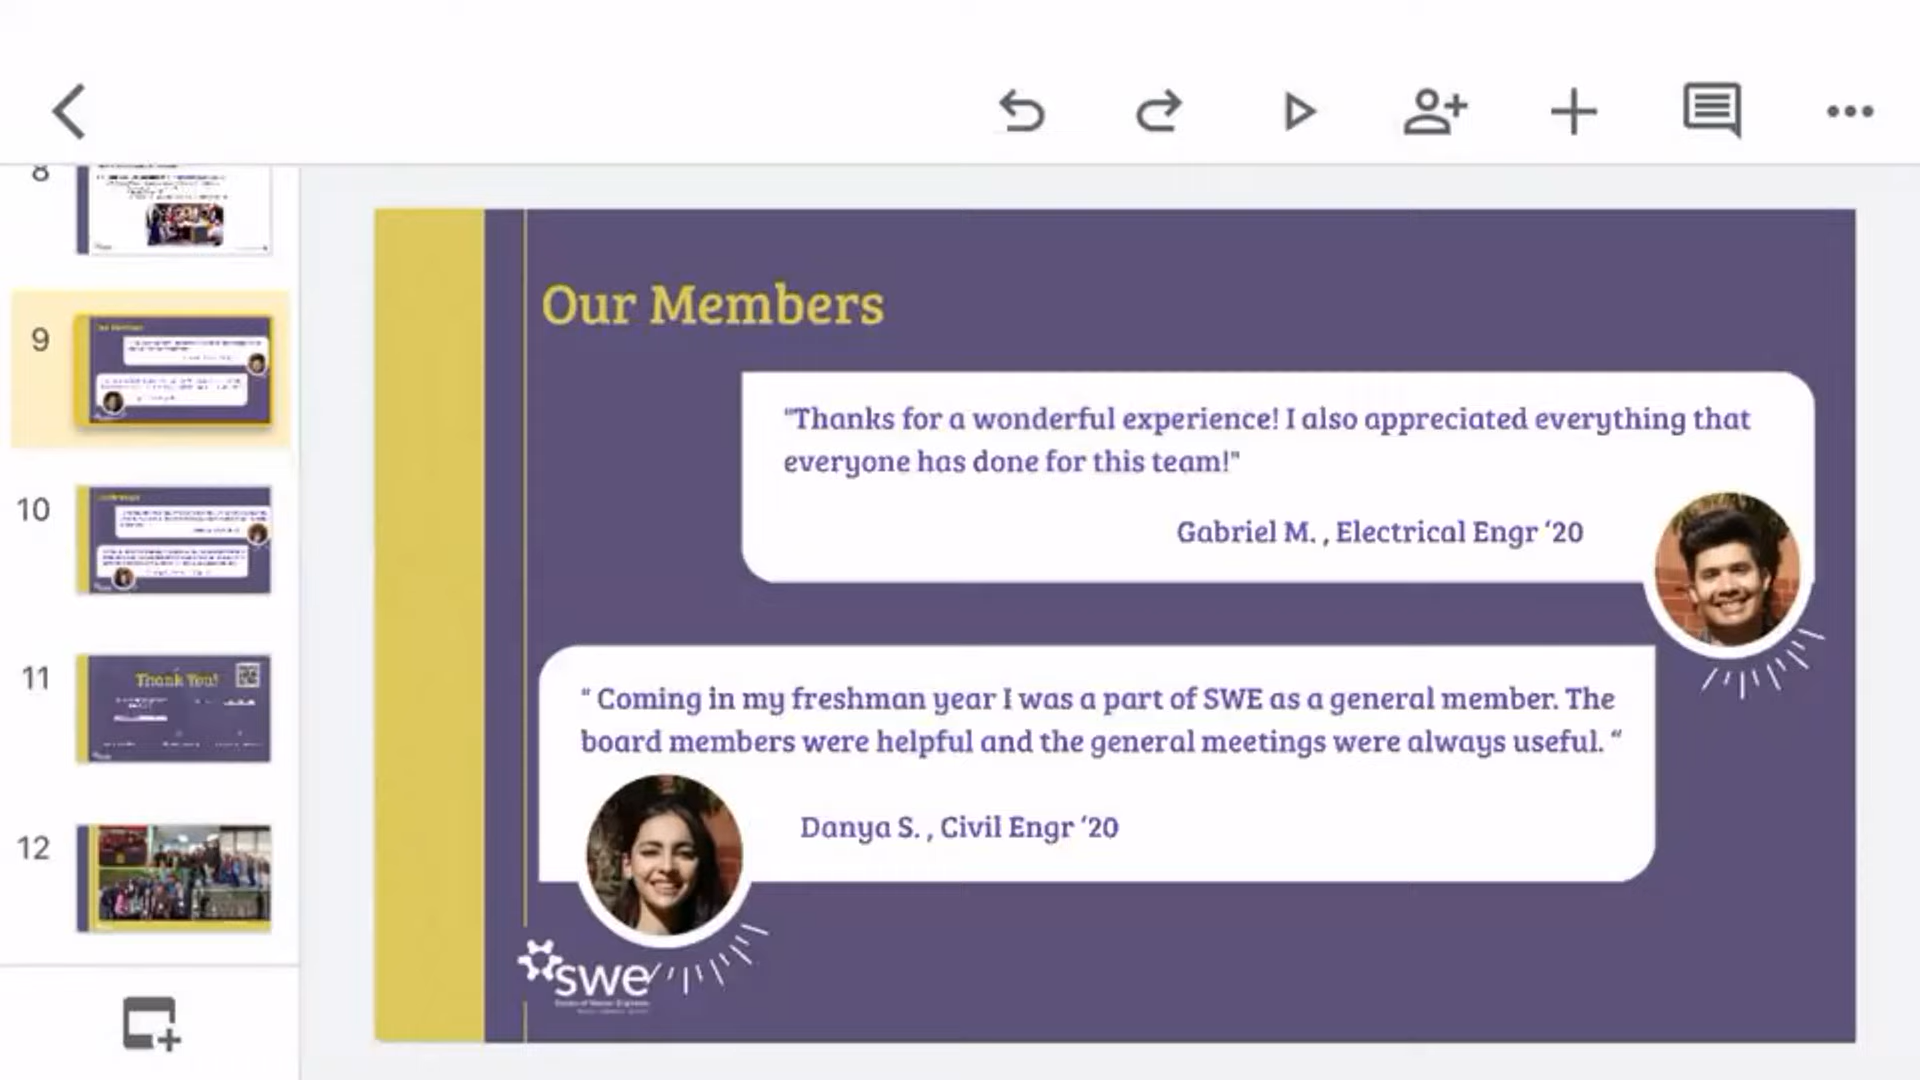 8
9
10
11
Thank You!
12
Our Members
"Thanks for a wonderful experience! I also appreciated everything that
everyone has done for this team!"
Gabriel M. , Electrical Engr ‘20
“ Coming in my freshman year I was a part of SWE as a general member. The
board members were helpful and the general meetings were always useful. “
Danya S. , Civil Engr ‘20
swe